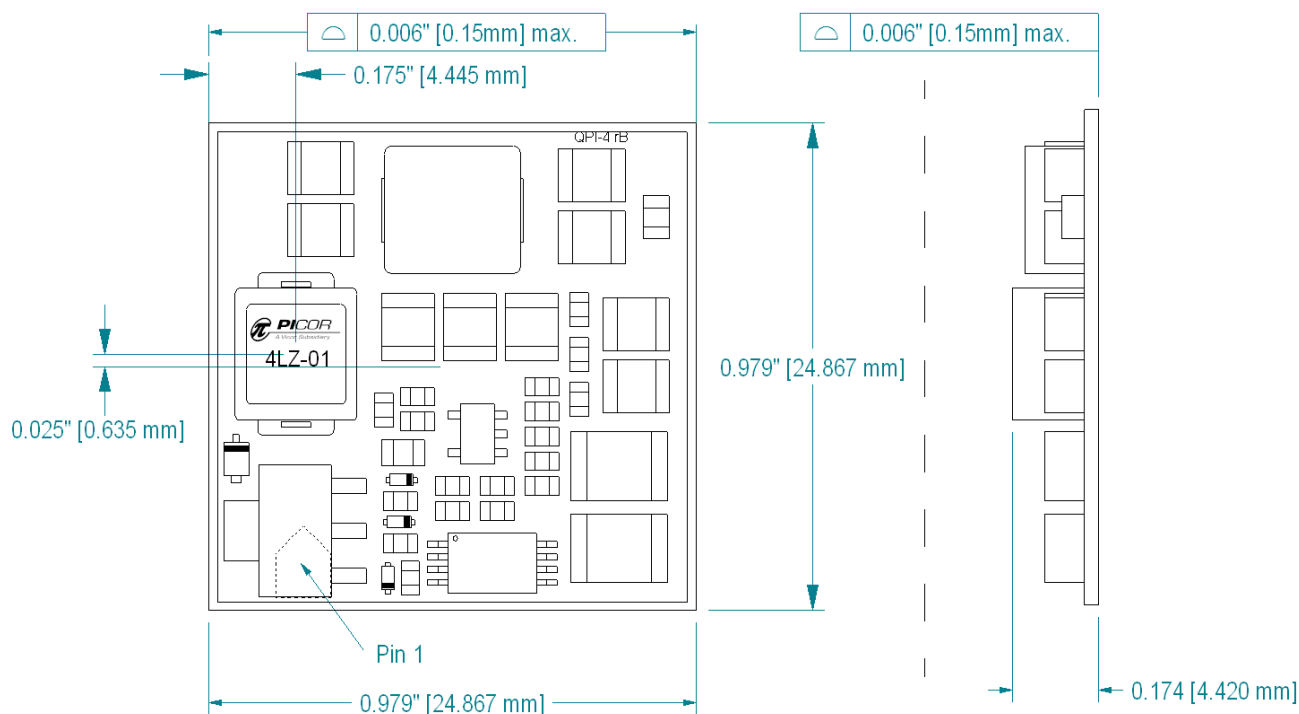 0.006" [0.15mm] max.
0.006" [0.15mm] max.
0.175" [4.445 mm]
QPI-4 rB
π PICOR
A Vicor Subsidiary
4LZ-01
0.979" [24.867 mm]
0.025" [0.635 mm]
Pin 1
0.979" [24.867 mm]
0.174 [4.420 mm]